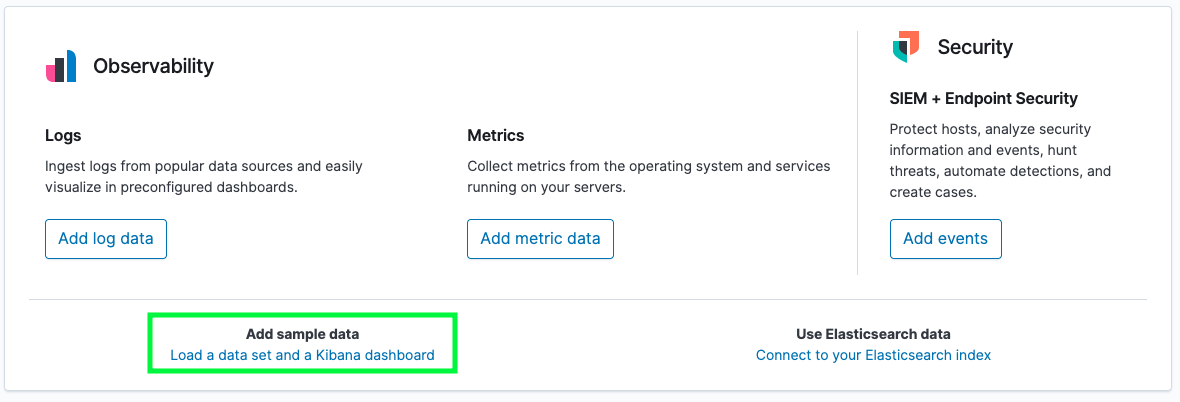 Observability
Logs
Ingest logs from popular data sources and easily
visualize in preconfigured dashboards.
Add log data
Metrics
Collect metrics from the operating system and services
running on your servers.
Add metric data
Security
SIEM + Endpoint Security
Protect hosts, analyze security
information and events, hunt
threats, automate detections, and
create cases.
Add events
Add sample data
Load a data set and a Kibana dashboard
Use Elasticsearch data
Connect to your Elasticsearch index